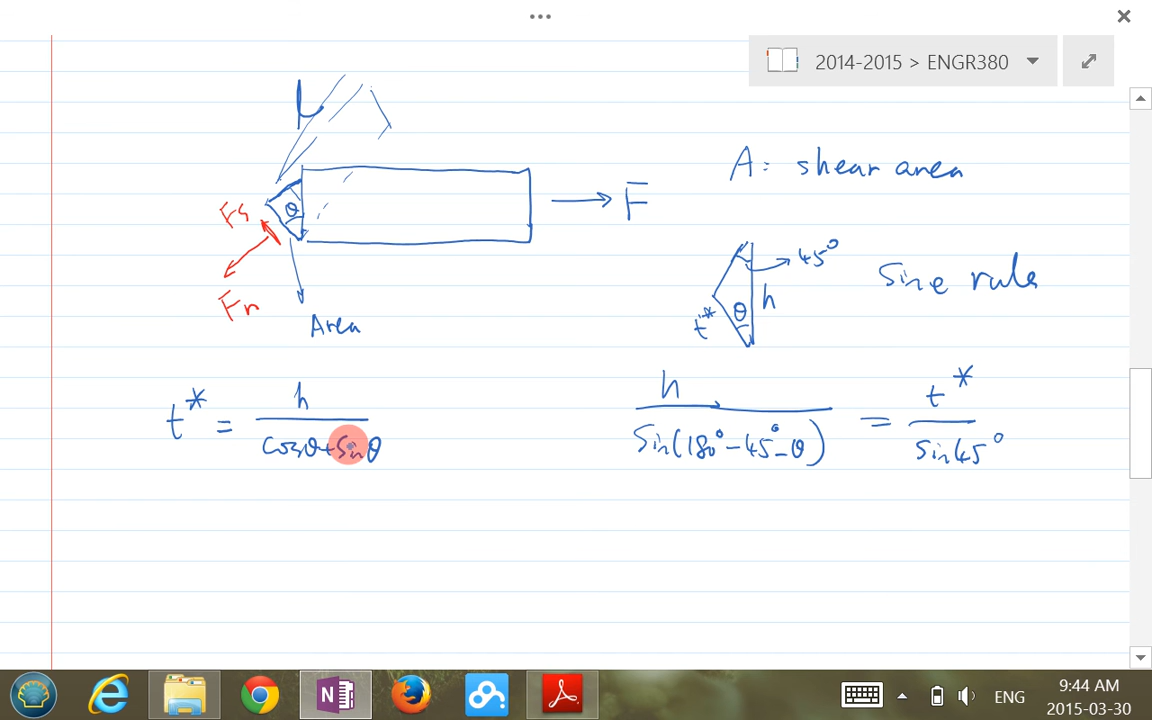 2014-2015 > ENGR380
A: shear area
θ
Fs
F
Fn
Area
45°
h
θ
t*
Sine rule
t* = h / cosθ+sinθ
h / Sin(180°-45°-θ) = t* / Sin45°
ENG
9:44 AM
2015-03-30